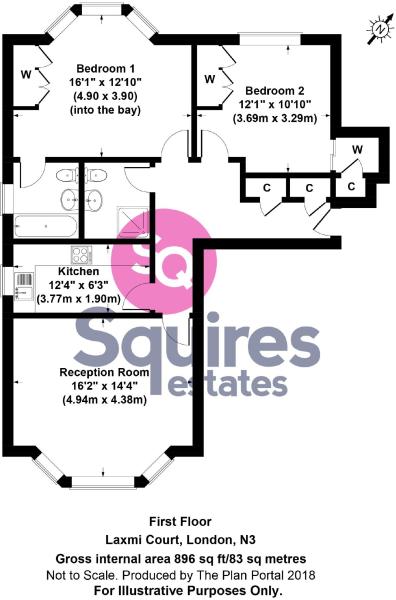 N
Bedroom 1
16'1" x 12'10"
(4.90 x 3.90)
(into the bay)
W
W
Bedroom 2
12'1" x 10'10"
(3.69m x 3.29m)
W
C
C
C
SQ
Kitchen
12'4" x 6'3"
(3.77m x 1.90m)
Squires
estates
Reception Room
16'2" x 14'4"
(4.94m x 4.38m)
First Floor
Laxmi Court, London, N3
Gross internal area 896 sq ft/83 sq metres
Not to Scale. Produced by The Plan Portal 2018
For Illustrative Purposes Only.